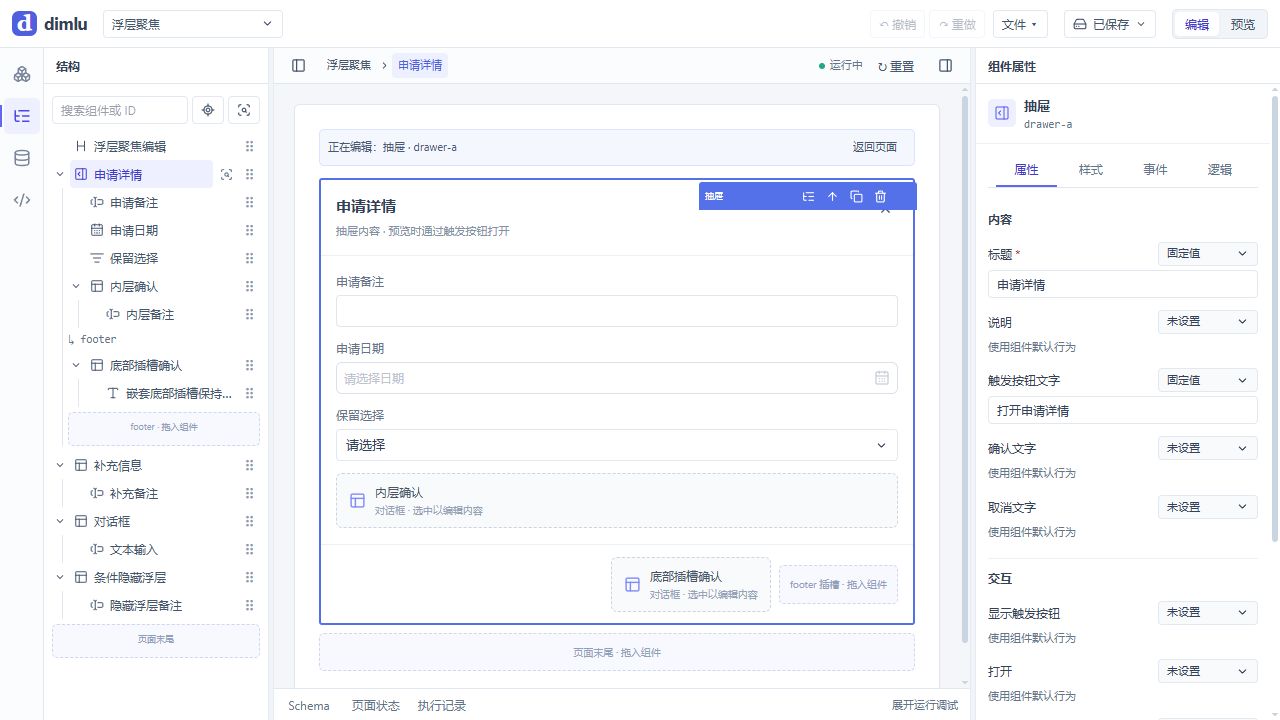 dimlu
浮层聚焦
撤销
重做
文件
已保存
编辑
预览
结构
浮层聚焦
申请详情
运行中
重置
组件属性
搜索组件或 ID
浮层聚焦编辑
申请详情
申请备注
申请日期
保留选择
内层确认
内层备注
footer
底部插槽确认
嵌套底部插槽保持...
footer · 拖入组件
补充信息
补充备注
对话框
文本输入
条件隐藏浮层
隐藏浮层备注
页面末尾
正在编辑: 抽屉 · drawer-a
返回页面
抽屉
申请详情
抽屉内容 · 预览时通过触发按钮打开
申请备注
申请日期
请选择日期
保留选择
请选择
内层确认
对话框 · 选中以编辑内容
底部插槽确认
对话框 · 选中以编辑内容
footer 插槽 · 拖入组件
页面末尾 · 拖入组件
Schema
页面状态
执行记录
展开运行调试
抽屉
drawer-a
属性
样式
事件
逻辑
内容
标题 *
固定值
申请详情
说明
未设置
使用组件默认行为
触发按钮文字
固定值
打开申请详情
确认文字
未设置
使用组件默认行为
取消文字
未设置
使用组件默认行为
交互
显示触发按钮
未设置
使用组件默认行为
打开
未设置
使用组件默认行为